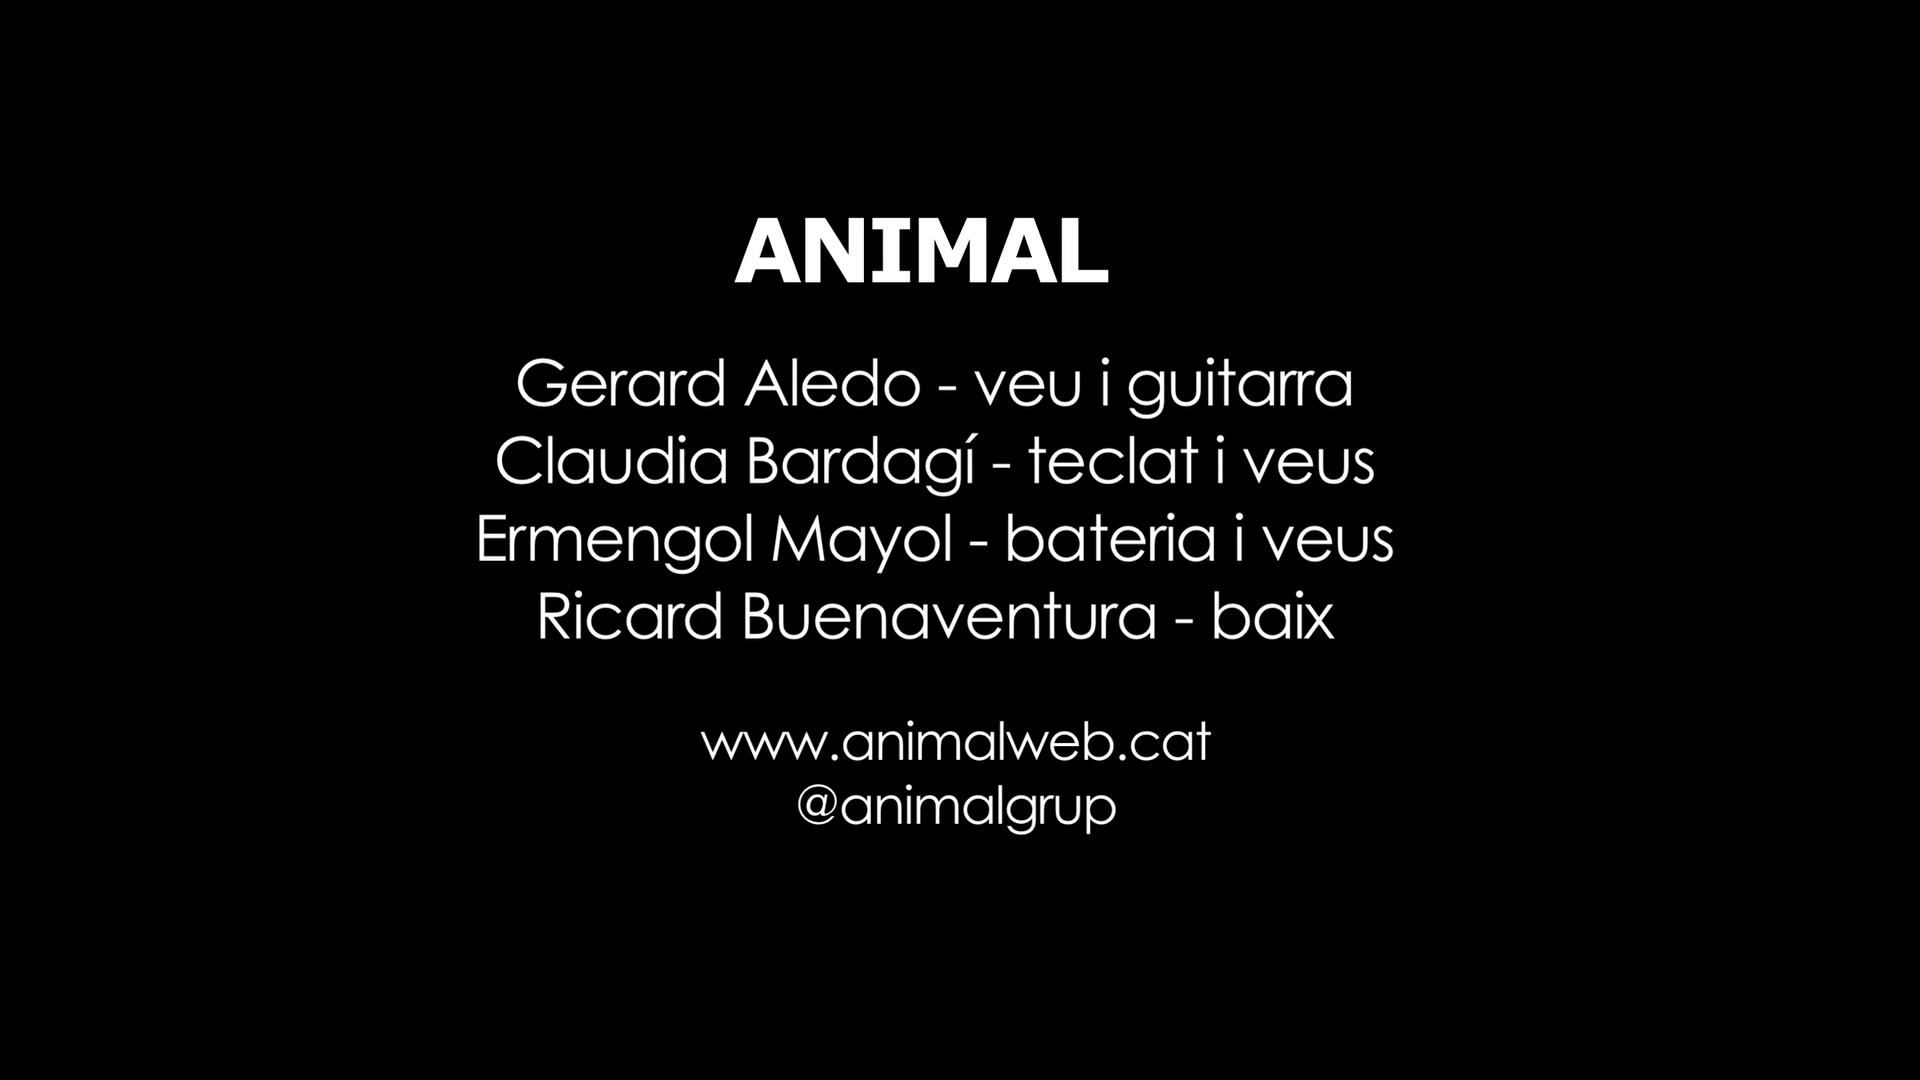 ANIMAL
Gerard Aledo - veu i guitarra
Claudia Bardagí - teclat i veus
Ermengol Mayol - bateria i veus
Ricard Buenaventura - baix
www.animalweb.cat
@animalgrup